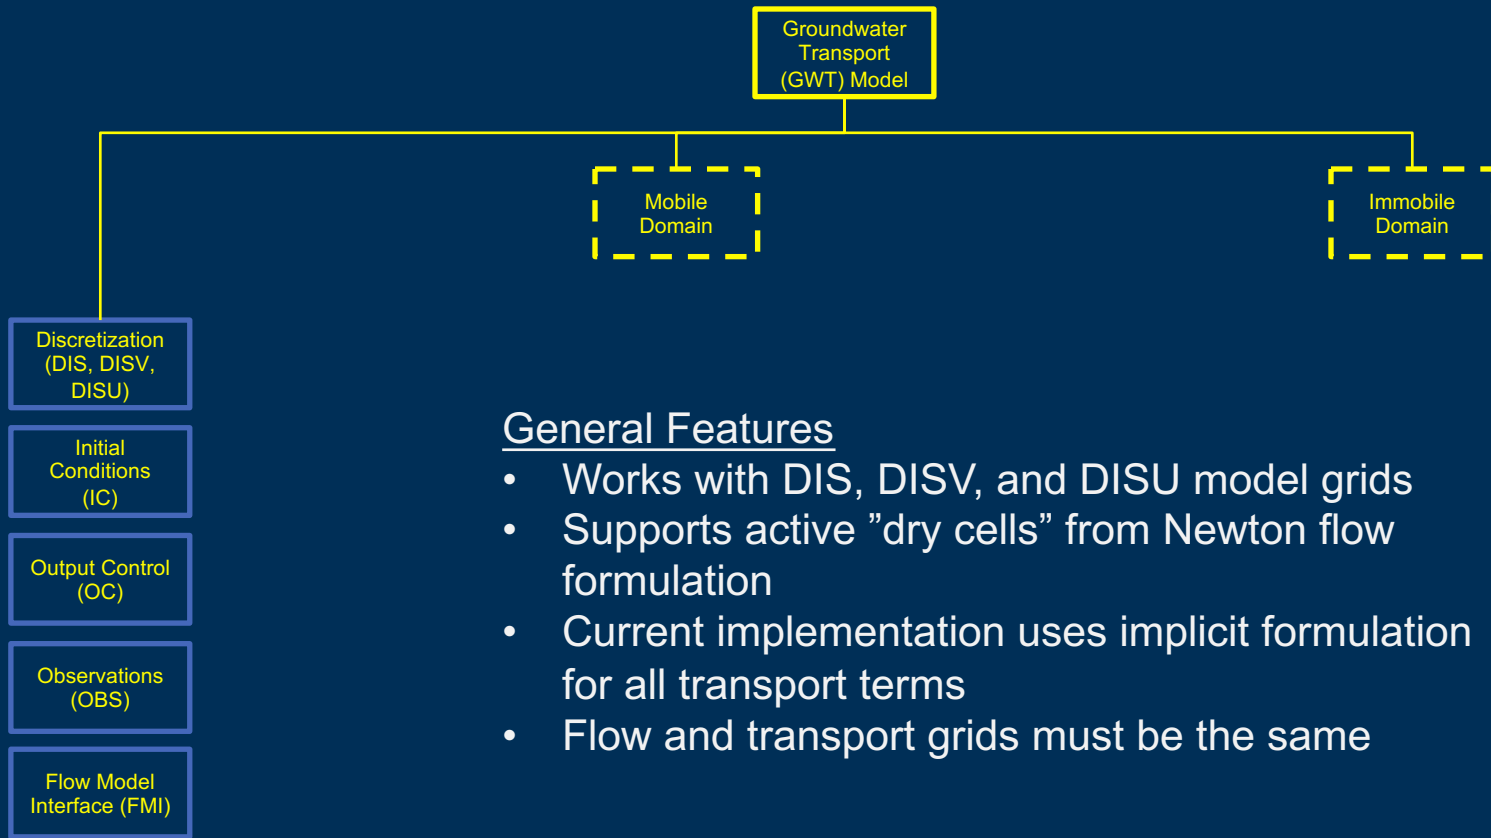 Groundwater
Transport
(GWT) Model
Mobile
Domain
Immobile
Domain
Discretization
(DIS, DISV,
DISU)
Initial
Conditions
(IC)
Output Control
(OC)
Observations
(OBS)
Flow Model
Interface (FMI)
General Features
• Works with DIS, DISV, and DISU model grids
• Supports active ”dry cells” from Newton flow
formulation
• Current implementation uses implicit formulation
for all transport terms
• Flow and transport grids must be the same